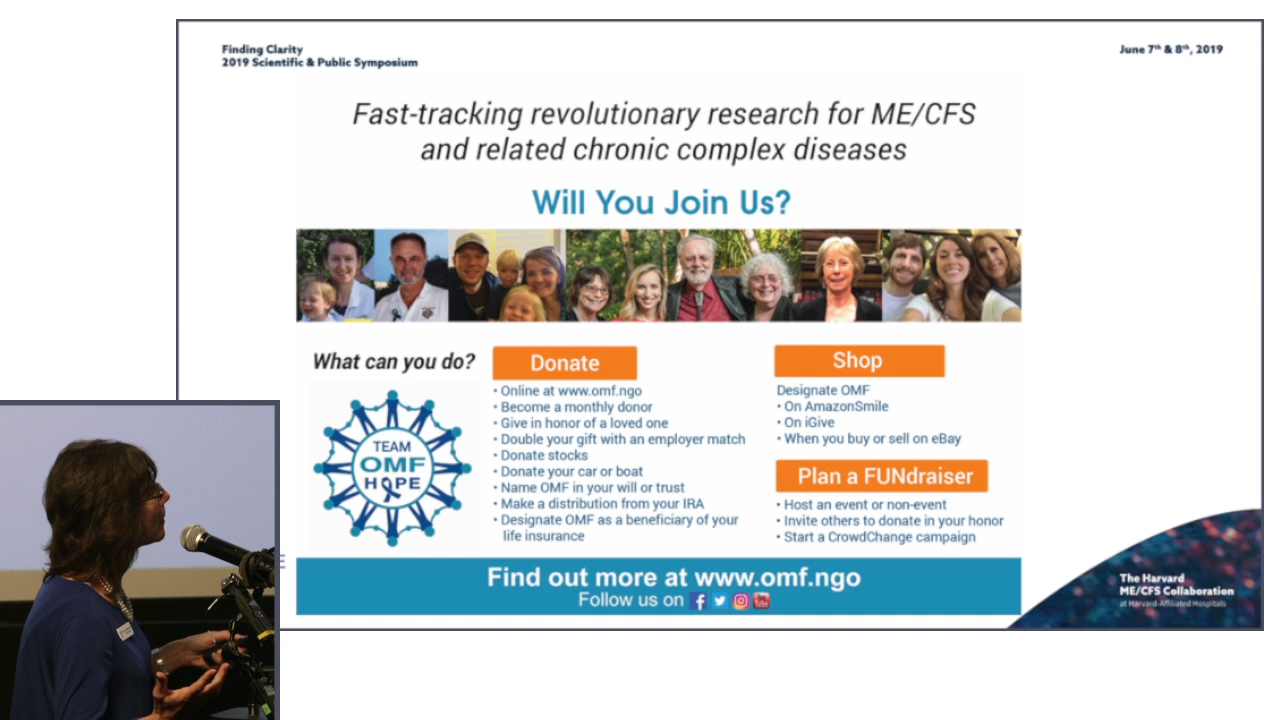 Finding Clarity
2019 Scientific & Public Symposium
June 7th & 8th, 2019
Fast-tracking revolutionary research for ME/CFS
and related chronic complex diseases
Will You Join Us?
What can you do?
TEAM
OMF
HOPE
Donate
• Online at www.omf.ngo
• Become a monthly donor
• Give in honor of a loved one
• Double your gift with an employer match
• Donate stocks
• Donate your car or boat
• Name OMF in your will or trust
• Make a distribution from your IRA
• Designate OMF as a beneficiary of your
life insurance
Shop
Designate OMF
• On AmazonSmile
• On iGive
• When you buy or sell on eBay
Plan a FUNdraiser
• Host an event or non-event
• Invite others to donate in your honor
• Start a CrowdChange campaign
Find out more at www.omf.ngo
Follow us on
The Harvard
ME/CFS Collaboration
at Harvard-Affiliated Hospitals